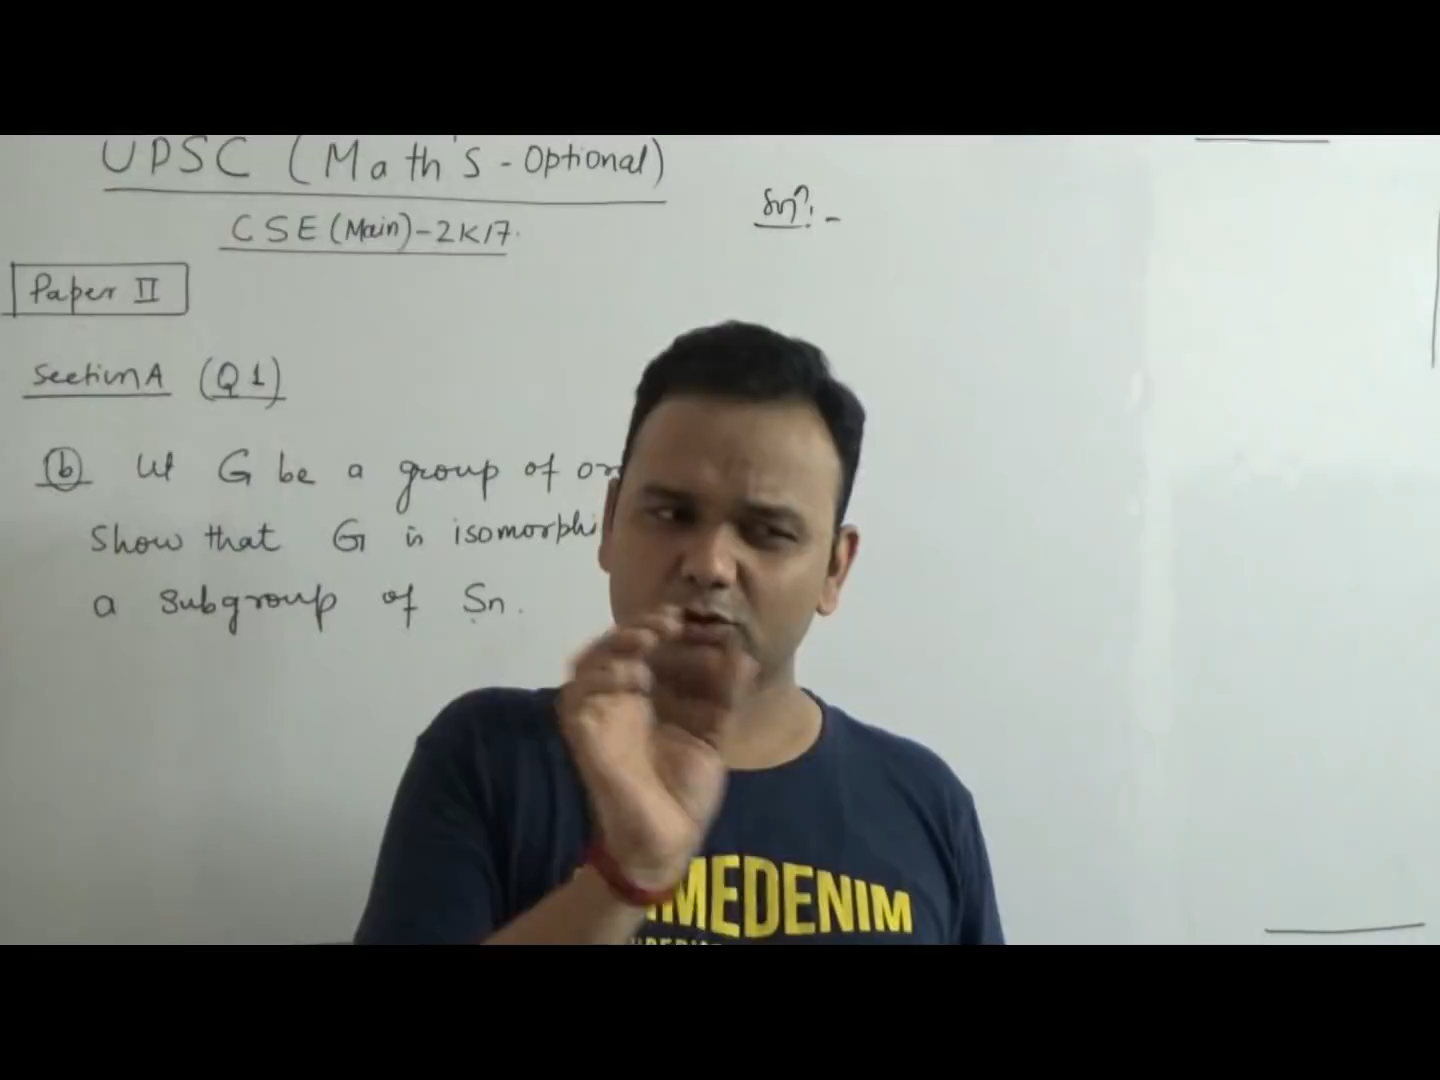 UPSC (Math's - Optional)
CSE (Main) - 2K17.
Paper II
Section A (Q1)
(b) Let G be a group of or
Show that G is isomorphi
a subgroup of Sn.
Soln: -
MEDENIM